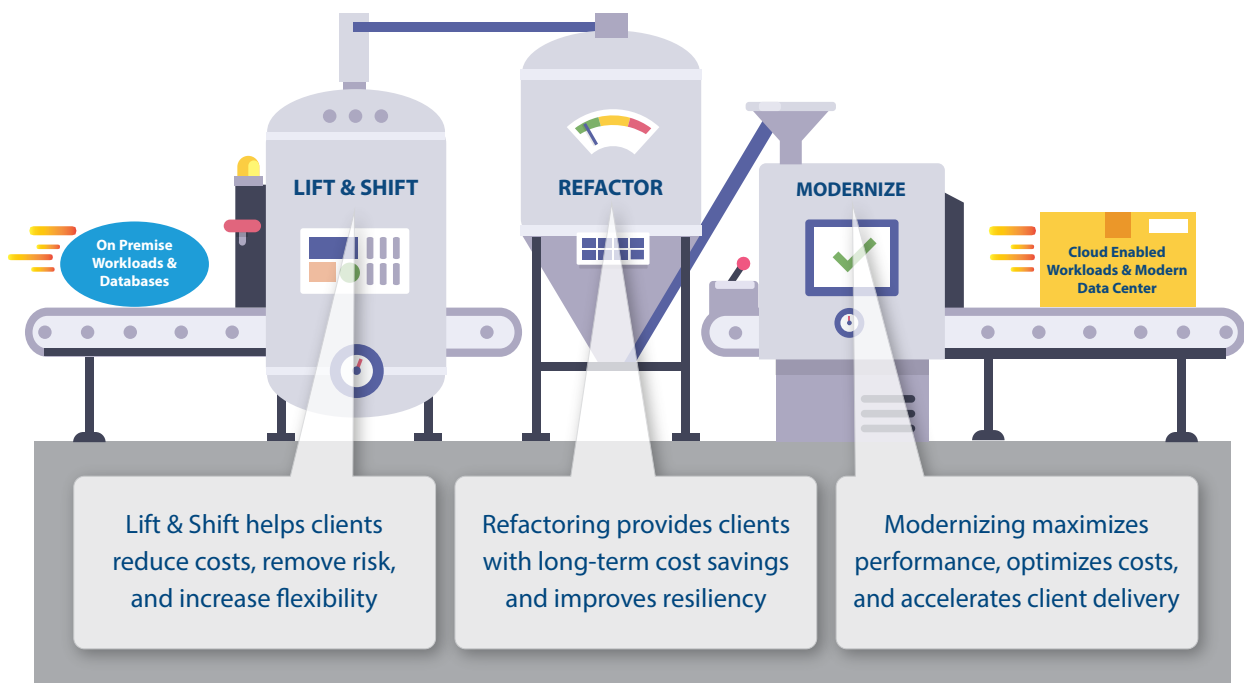 LIFT & SHIFT
REFACTOR
MODERNIZE
On Premise
Workloads &
Databases
Cloud Enabled
Workloads & Modern
Data Center
Lift & Shift helps clients
reduce costs, remove risk,
and increase flexibility
Refactoring provides clients
with long-term cost savings
and improves resiliency
Modernizing maximizes
performance, optimizes costs,
and accelerates client delivery